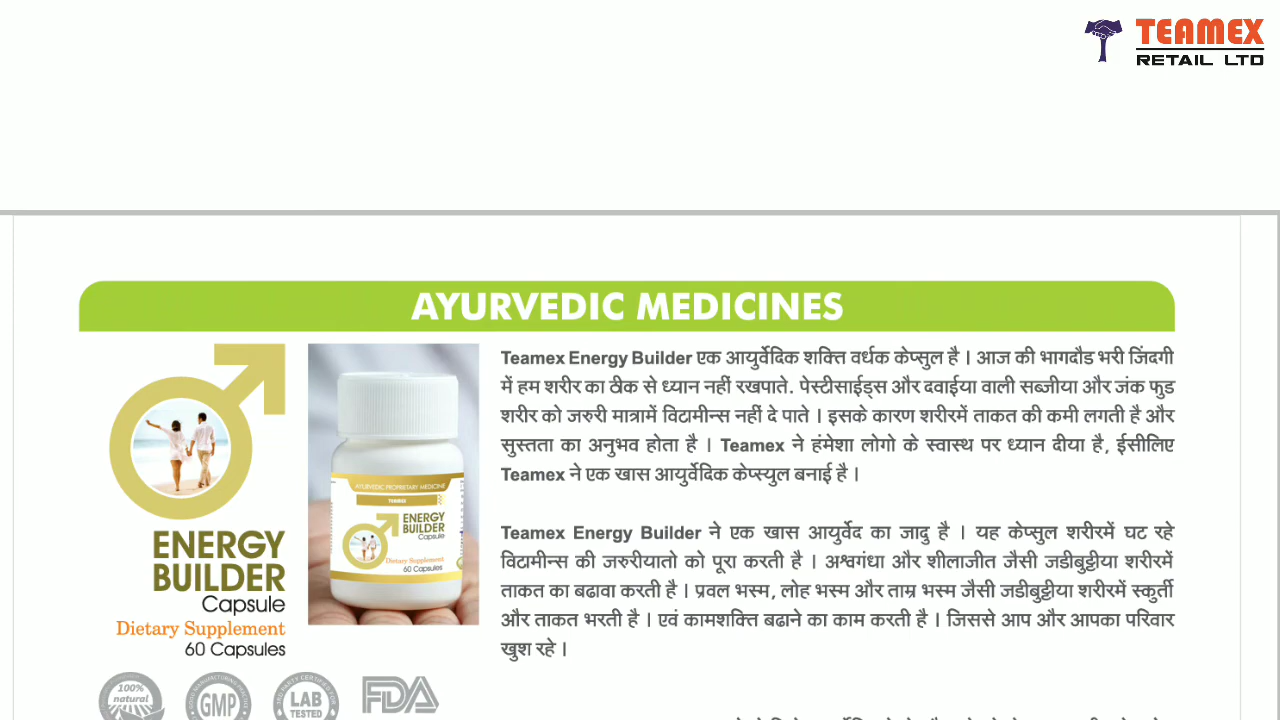 TEAMEX
RETAIL LTD
AYURVEDIC MEDICINES
Teamex Energy Builder एक आयुर्वेदिक शक्ति वर्धक केप्सुल है । आज की भागदौड भरी जिंदगी
में हम शरीर का ठीक से ध्यान नहीं रखपाते. पेस्टीसाईड्स और दवाईया वाली सब्जीया और जंक फुड
शरीर को जरुरी मात्रामें विटामीन्स नहीं दे पाते । इसके कारण शरीरमें ताकत की कमी लगती है और
सुस्तता का अनुभव होता है । Teamex ने हंमेशा लोगो के स्वास्थ पर ध्यान दीया है, ईसीलिए
Teamex ने एक खास आयुर्वेदिक केप्स्युल बनाई है ।
Teamex Energy Builder ने एक खास आयुर्वेद का जादु है । यह केप्सुल शरीरमें घट रहे
विटामीन्स की जरुरीयातो को पूरा करती है । अश्वगंधा और शीलाजीत जैसी जडीबुट्टीया शरीरमें
ताकत का बढावा करती है । प्रवल भस्म, लोह भस्म और ताम्र भस्म जैसी जडीबुट्टीया शरीरमें स्फुर्ती
और ताकत भरती है । एवं कामशक्ति बढाने का काम करती है । जिससे आप और आपका परिवार
खुश रहे ।
ENERGY
BUILDER
Capsule
Dietary Supplement
60 Capsules
AYURVEDIC PROPRIETARY MEDICINE
TEAMEX
ENERGY
BUILDER
Capsule
Dietary Supplement
60 Capsules
100%
natural
GMP
LAB
TESTED
FDA